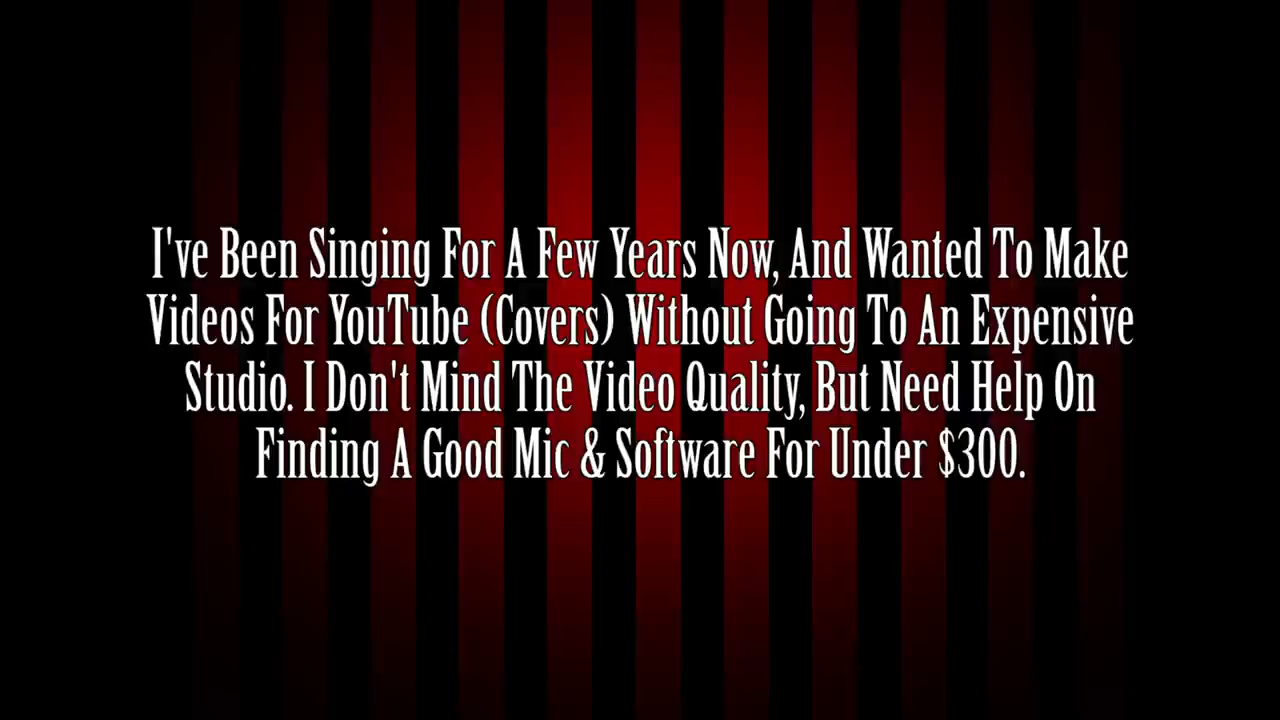 I've Been Singing For A Few Years Now, And Wanted To Make
Videos For YouTube (Covers) Without Going To An Expensive
Studio. I Don't Mind The Video Quality, But Need Help On
Finding A Good Mic & Software For Under $300.